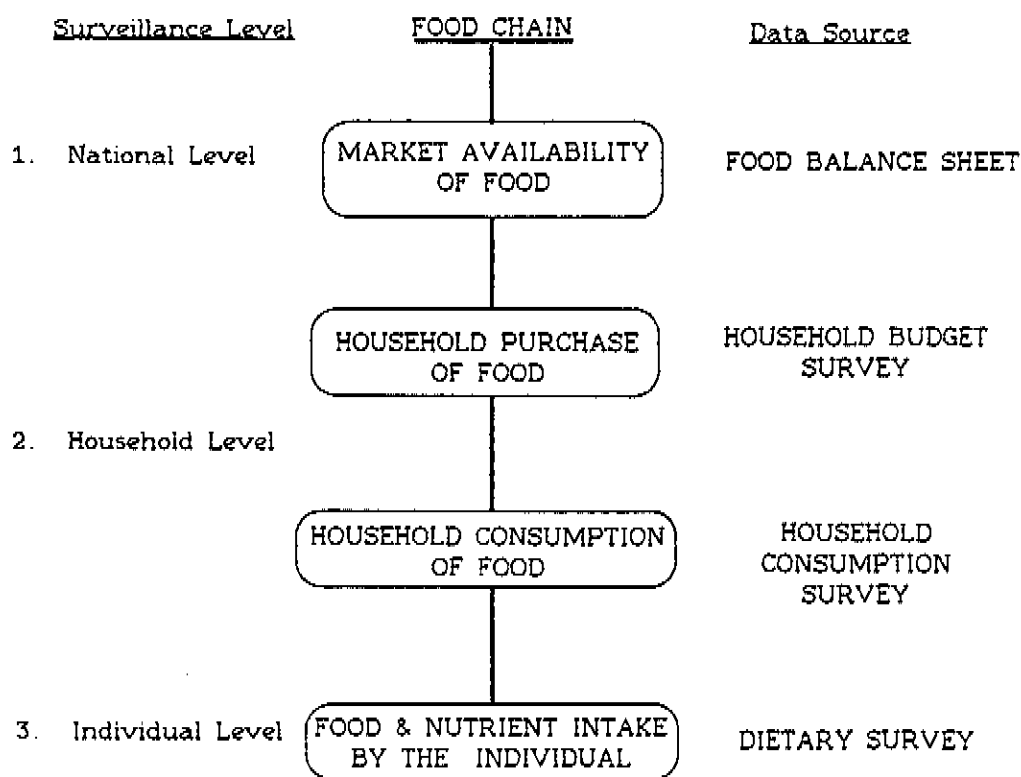 Surveillance Level FOOD CHAIN Data Source
1. National Level
MARKET AVAILABILITY
OF FOOD
FOOD BALANCE SHEET
HOUSEHOLD PURCHASE
OF FOOD
HOUSEHOLD BUDGET
SURVEY
2. Household Level
HOUSEHOLD CONSUMPTION
OF FOOD
HOUSEHOLD
CONSUMPTION
SURVEY
3. Individual Level
FOOD & NUTRIENT INTAKE
BY THE INDIVIDUAL
DIETARY SURVEY